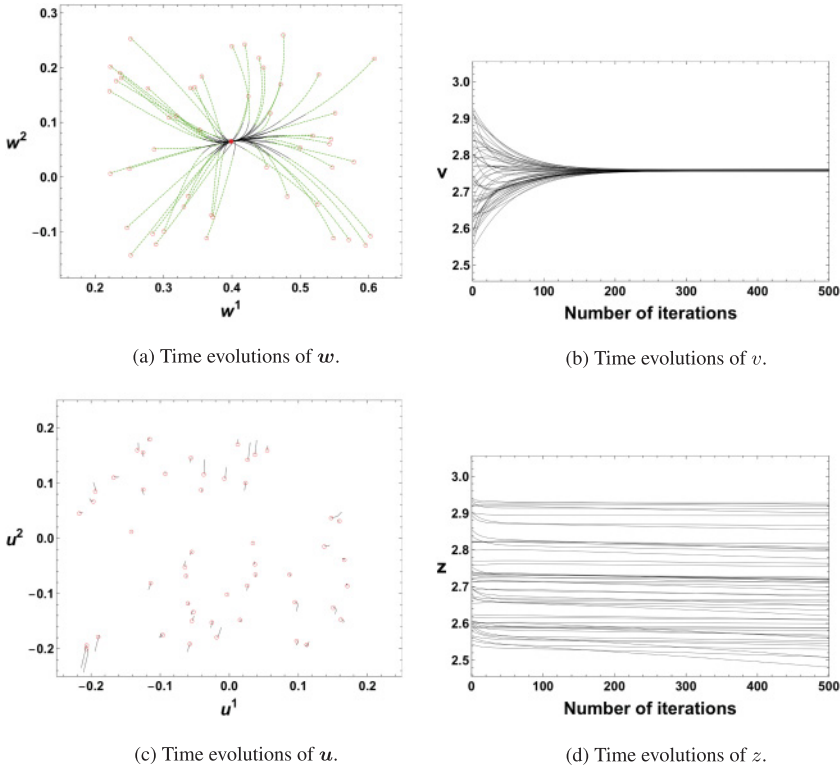 0.3
0.2
0.1
w²
0.0
−0.1
0.2 0.3 0.4 0.5 0.6
w¹
(a) Time evolutions of w.
3.0
2.9
2.8
v
2.7
2.6
2.5
0 100 200 300 400 500
Number of iterations
(b) Time evolutions of v.
0.2
0.1
u²
0.0
−0.1
−0.2
−0.2 −0.1 0.0 0.1 0.2
u¹
(c) Time evolutions of u.
3.0
2.9
2.8
z
2.7
2.6
2.5
0 100 200 300 400 500
Number of iterations
(d) Time evolutions of z.